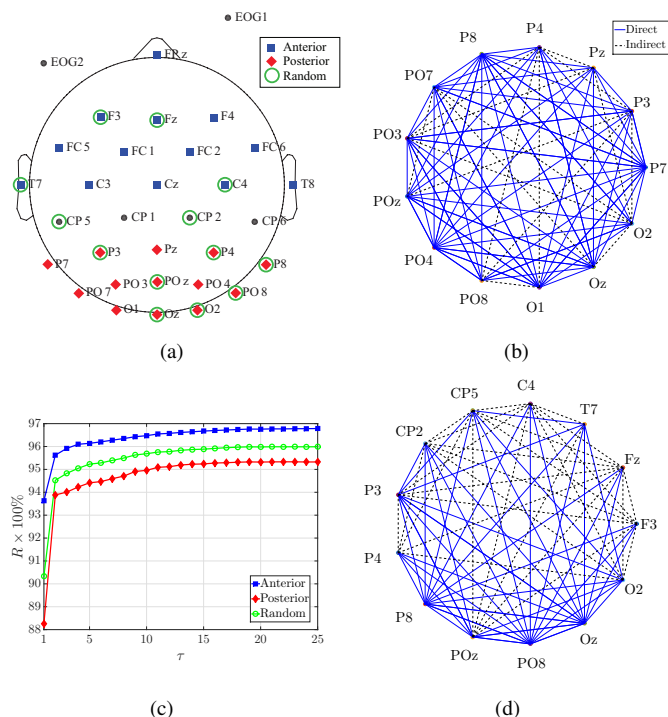 EOG1
EOG2
FRz
Anterior
Posterior
Random
F3
Fz
F4
FC 5
FC 1
FC 2
FC 6
T7
C3
Cz
C4
T8
CP 5
CP 1
CP 2
CP 6
P7
P3
Pz
P4
P8
PO 7
PO 3
PO z
PO 4
PO 8
O1
Oz
O2
(a)
Direct
Indirect
P4
P8
Pz
PO7
P3
PO3
P7
POz
O2
PO4
Oz
PO8
O1
(b)
97
96
95
94
93
92
91
90
89
88
R × 100%
1
5
10
15
20
25
τ
Anterior
Posterior
Random
(c)
C4
CP5
T7
CP2
Fz
P3
F3
P4
O2
P8
Oz
POz
PO8
(d)